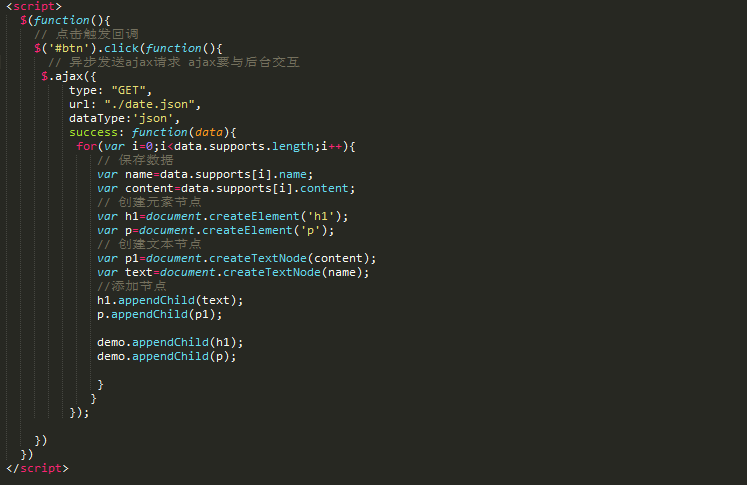 <script>
$(function(){
// 点击触发回调
$('#btn').click(function(){
// 异步发送ajax请求 ajax要与后台交互
$.ajax({
type: "GET",
url: "./date.json",
dataType:'json',
success: function(data){
for(var i=0;i<data.supports.length;i++){
// 保存数据
var name=data.supports[i].name;
var content=data.supports[i].content;
// 创建元素节点
var h1=document.createElement('h1');
var p=document.createElement('p');
// 创建文本节点
var p1=document.createTextNode(content);
var text=document.createTextNode(name);
//添加节点
h1.appendChild(text);
p.appendChild(p1);
demo.appendChild(h1);
demo.appendChild(p);
}
}
});
})
})
</script>